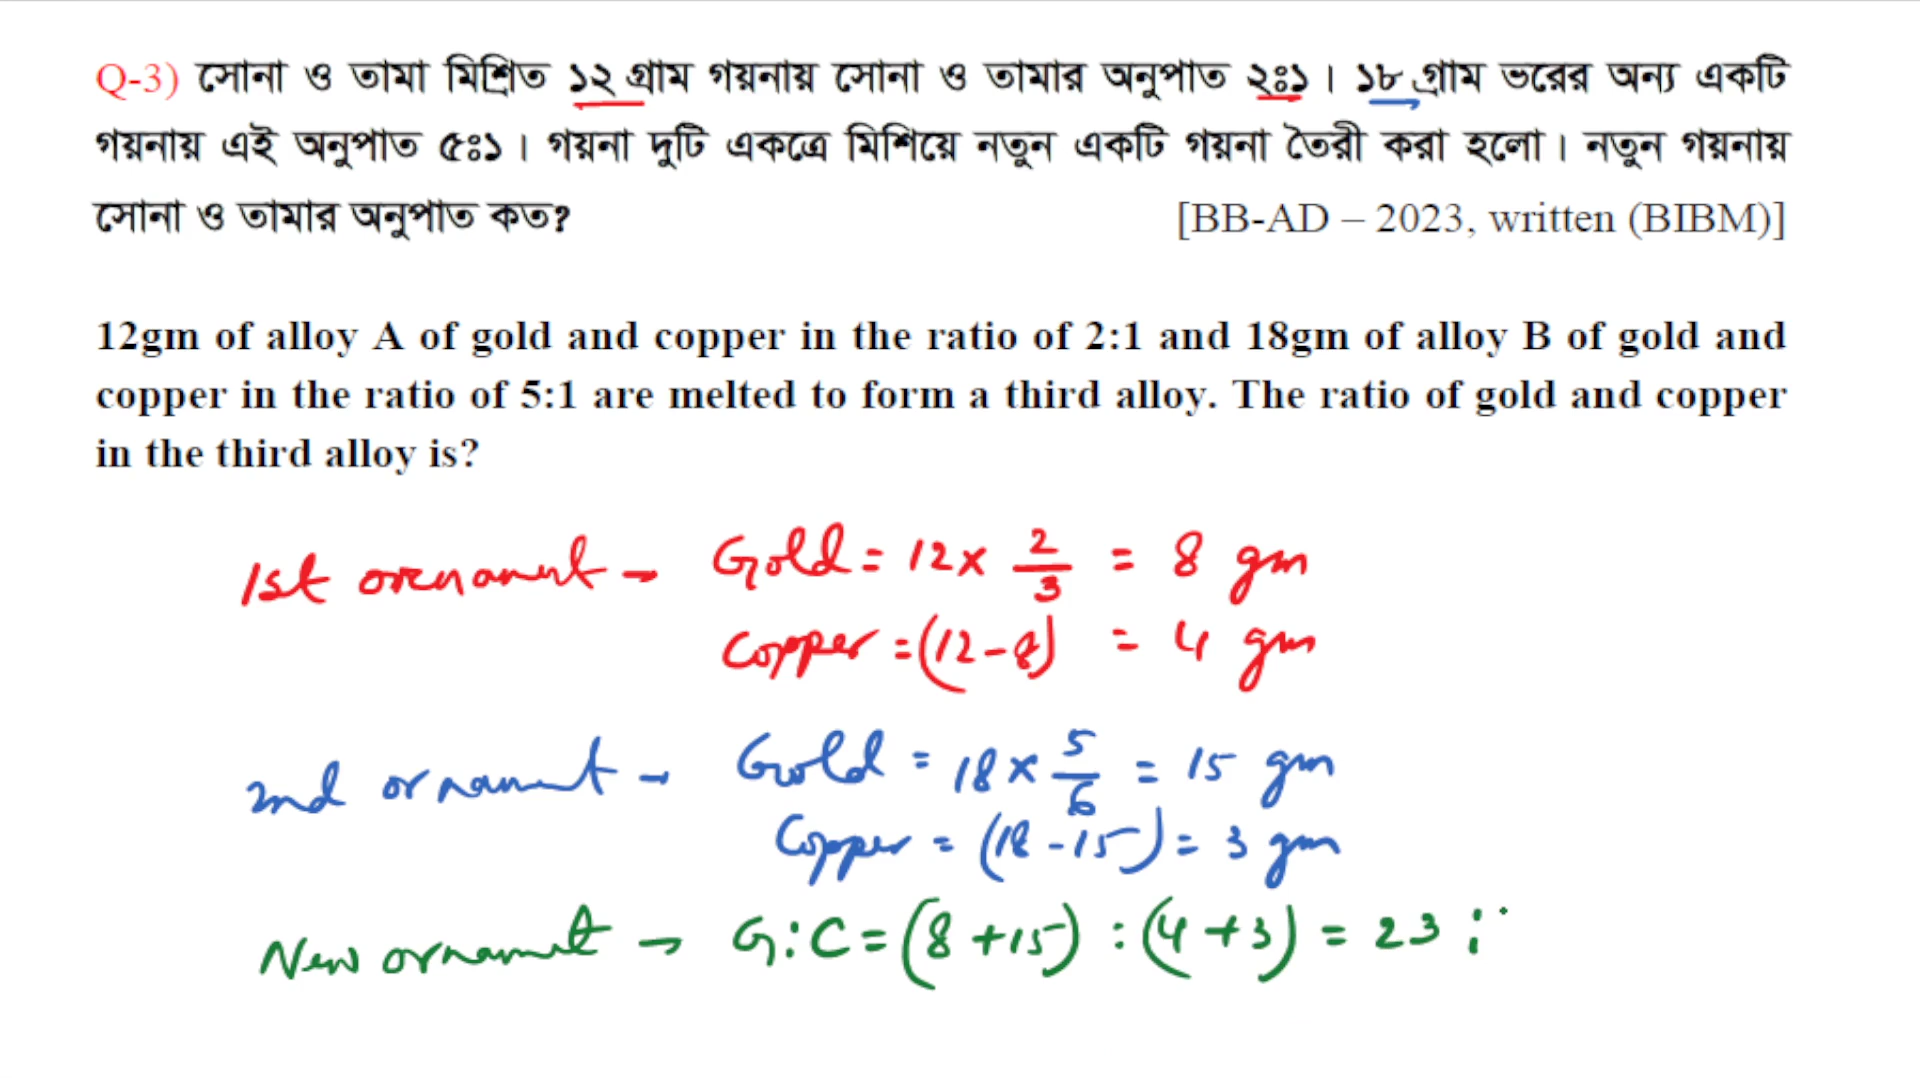 Q-3) সোনা ও তামা মিশ্রিত ১২ গ্রাম গয়নায় সোনা ও তামার অনুপাত ২ঃ১। ১৮ গ্রাম ভরের অন্য একটি
গয়নায় এই অনুপাত ৫ঃ১। গয়না দুটি একত্রে মিশিয়ে নতুন একটি গয়না তৈরী করা হলো। নতুন গয়নায়
সোনা ও তামার অনুপাত কত? [BB-AD – 2023, written (BIBM)]
12gm of alloy A of gold and copper in the ratio of 2:1 and 18gm of alloy B of gold and
copper in the ratio of 5:1 are melted to form a third alloy. The ratio of gold and copper
in the third alloy is?
1st ornament → Gold = 12 × 2/3 = 8 gm
Copper = (12-8) = 4 gm
2nd ornament → Gold = 18 × 5/6 = 15 gm
Copper = (18-15) = 3 gm
New ornament → G:C = (8+15) : (4+3) = 23 :